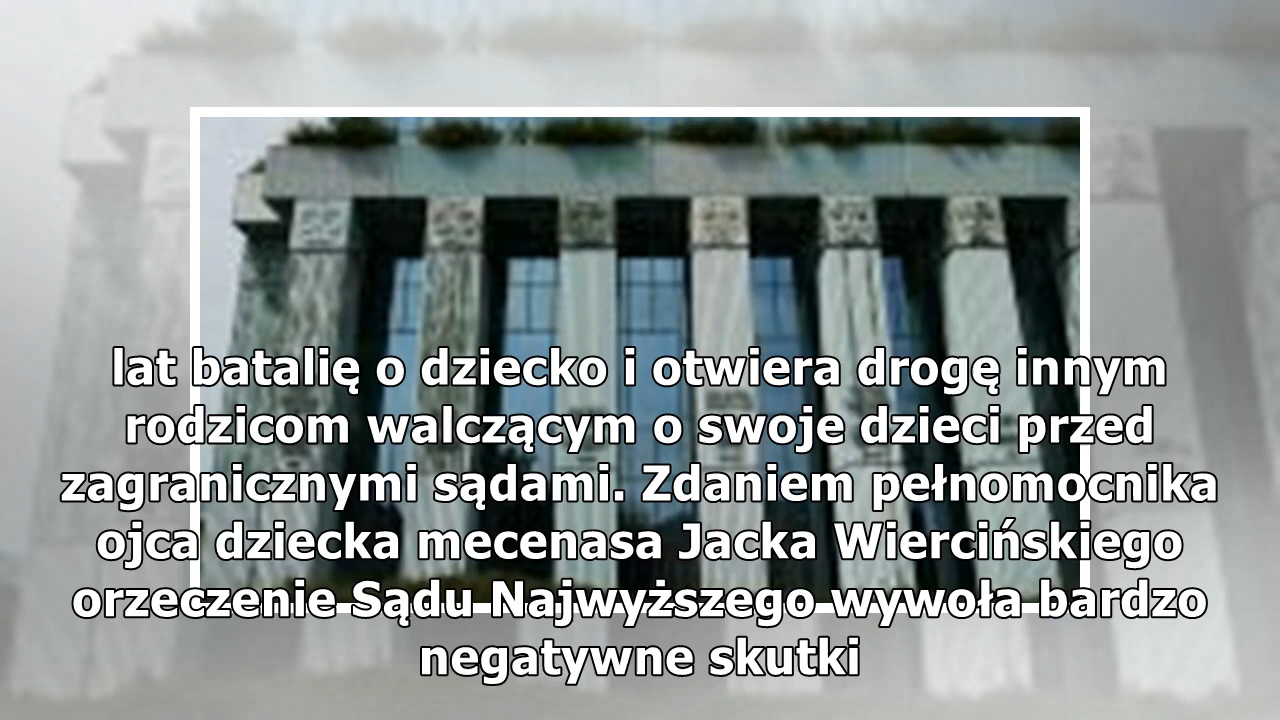 lat batalię o dziecko i otwiera drogę innym
rodzicom walczącym o swoje dzieci przed
zagranicznymi sądami. Zdaniem pełnomocnika
ojca dziecka mecenasa Jacka Wiercińskiego
orzeczenie Sądu Najwyższego wywoła bardzo
negatywne skutki